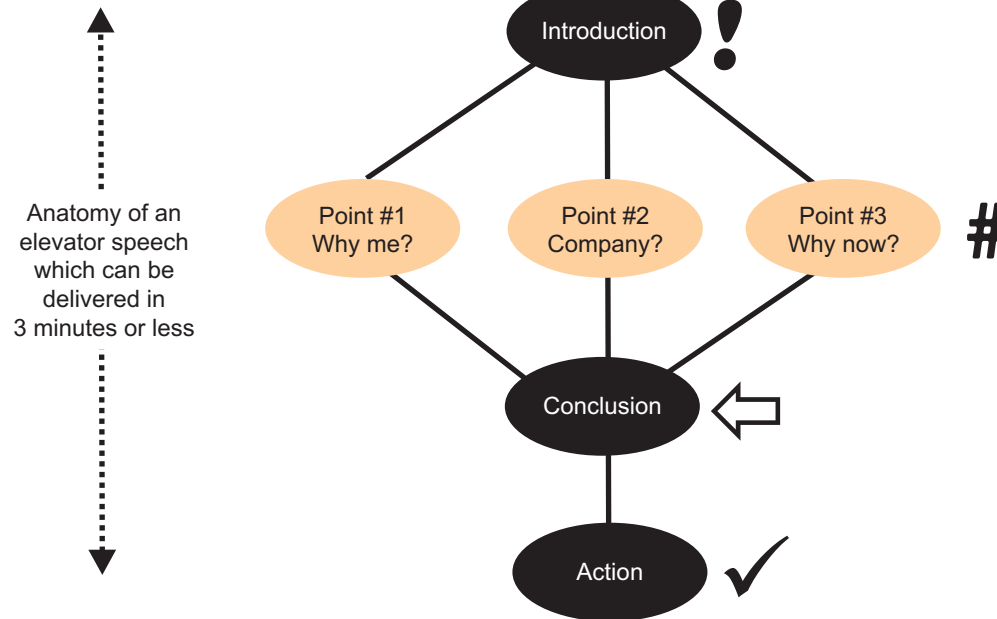 Introduction
!
Anatomy of an
elevator speech
which can be
delivered in
3 minutes or less
Point #1
Why me?
Point #2
Company?
Point #3
Why now?
#
Conclusion
Action